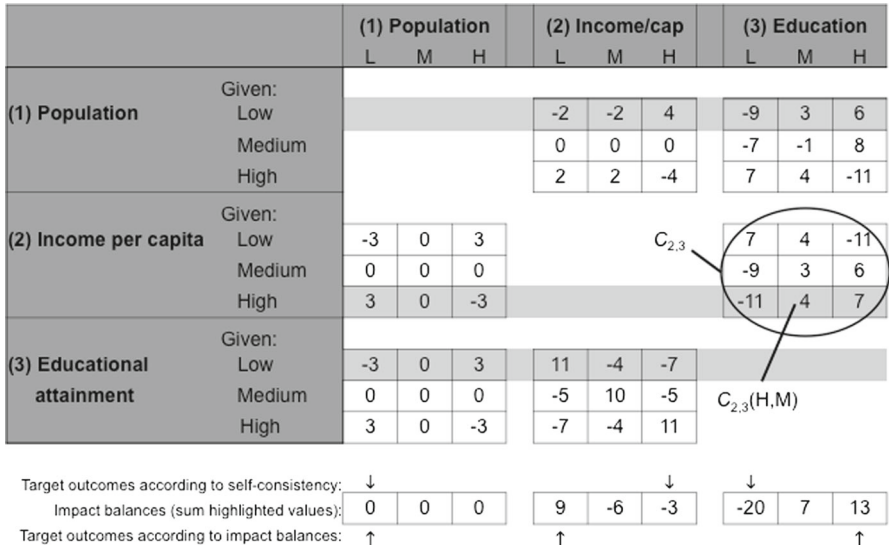 (1) Population (2) Income/cap (3) Education
L M H L M H L M H
Given:
(1) Population Low -2 -2 4 -9 3 6
Medium 0 0 0 -7 -1 8
High 2 2 -4 7 4 -11
Given:
(2) Income per capita Low -3 0 3 C2,3 7 4 -11
Medium 0 0 0 -9 3 6
High 3 0 -3 -11 4 7
Given:
(3) Educational Low -3 0 3 11 -4 -7
attainment Medium 0 0 0 -5 10 -5 C2,3(H,M)
High 3 0 -3 -7 -4 11
Target outcomes according to self-consistency: ↓ ↓ ↓
Impact balances (sum highlighted values): 0 0 0 9 -6 -3 -20 7 13
Target outcomes according to impact balances: ↑ ↑ ↑